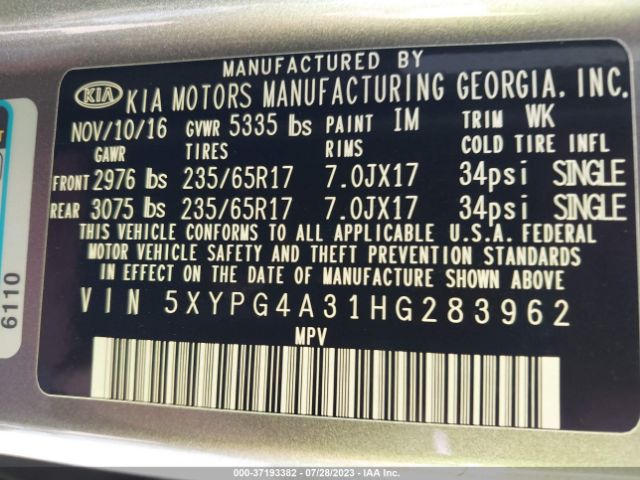 MANUFACTURED BY
KIA KIA MOTORS MANUFACTURING GEORGIA. INC.
NOV/10/16 GVWR 5335 lbs PAINT IM TRIM WK
GAWR TIRES RIMS COLD TIRE INFL
FRONT 2976 lbs 235/65R17 7.0JX17 34psi SINGLE
REAR 3075 lbs 235/65R17 7.0JX17 34psi SINGLE
THIS VEHICLE CONFORMS TO ALL APPLICABLE U.S.A. FEDERAL
MOTOR VEHICLE SAFETY AND THEFT PREVENTION STANDARDS
IN EFFECT ON THE DATE OF MANUFACTURE SHOWN ABOVE
VIN 5XYPG4A31HG283962
MPV
6110
000-37193382 / 07/28/2023 - IAA Inc.